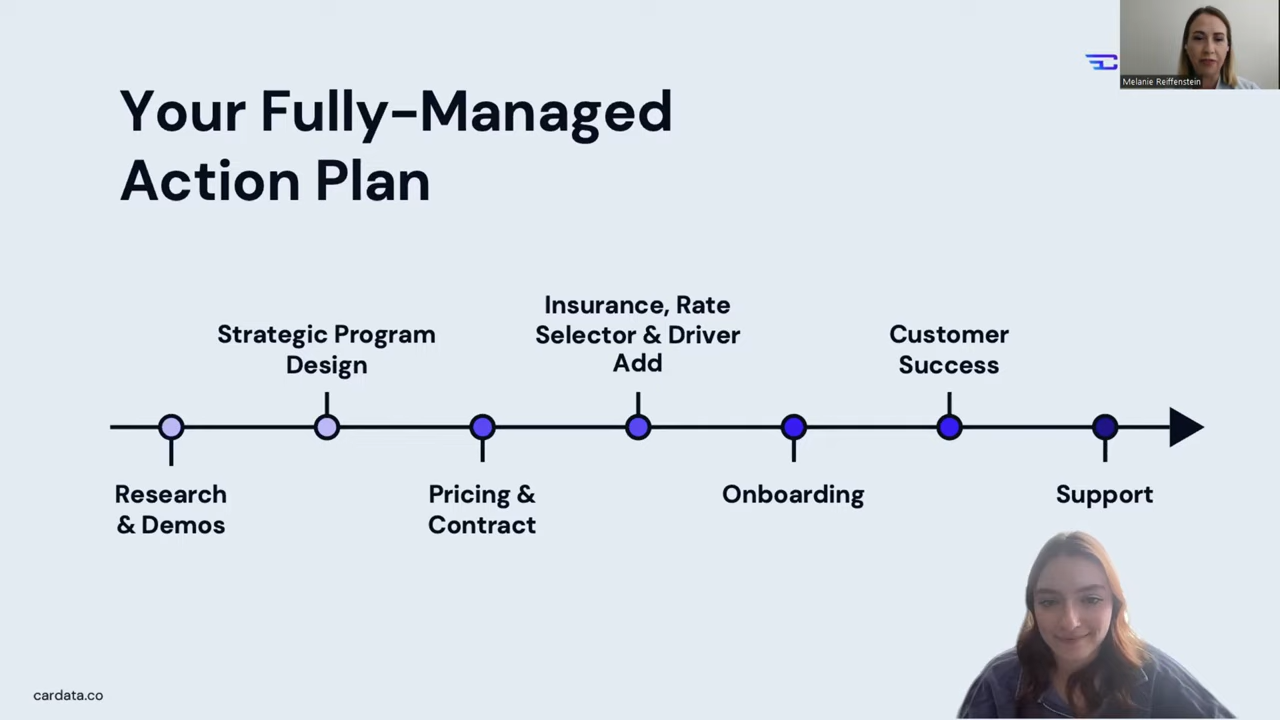 Melanie Reiffenstein
Your Fully-Managed
Action Plan
Research
& Demos
Strategic Program
Design
Pricing &
Contract
Insurance, Rate
Selector & Driver
Add
Onboarding
Customer
Success
Support
cardata.co